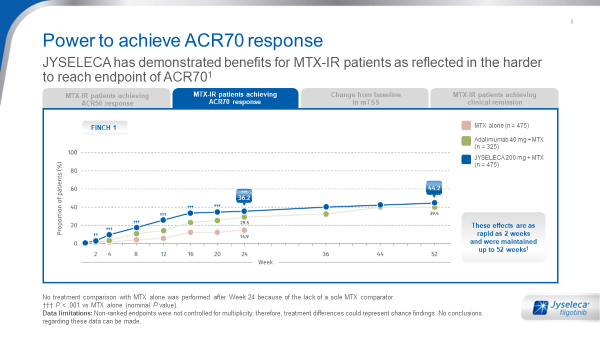 8
Power to achieve ACR70 response
JYSELECA has demonstrated benefits for MTX-IR patients as reflected in the harder
to reach endpoint of ACR70¹
MTX-IR patients achieving
ACR50 response
MTX-IR patients achieving
ACR70 response
Change from baseline
in mTSS
MTX-IR patients achieving
clinical remission
FINCH 1
MTX alone (n = 475)
Adalimumab 40 mg + MTX
(n = 325)
JYSELECA 200 mg + MTX
(n = 475)
Proportion of patients (%)
100
80
60
40
20
0
††
†††
†††
†††
†††
†††
36.2
29.5
14.9
44.2
39.4
2 4 8 12 16 20 24 36 44 52
Week
These effects are as
rapid as 2 weeks
and were maintained
up to 52 weeks¹
No treatment comparison with MTX alone was performed after Week 24 because of the lack of a sole MTX comparator.
††† P < .001 vs MTX alone (nominal P value).
Data limitations: Non-ranked endpoints were not controlled for multiplicity; therefore, treatment differences could represent chance findings. No conclusions
regarding these data can be made.
Jyseleca
filgotinib